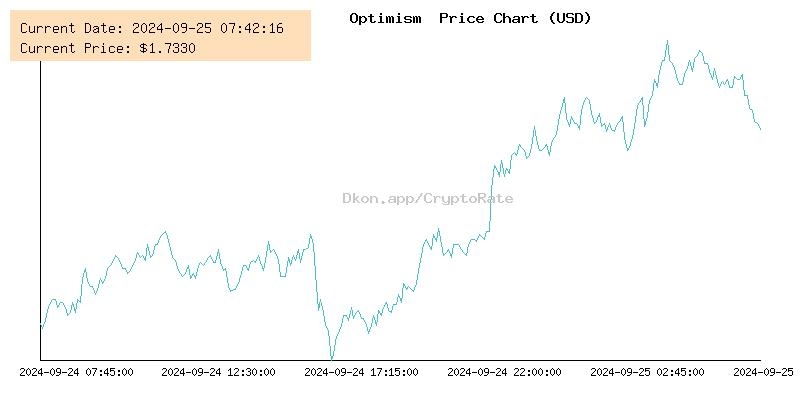 Optimism  Price Chart (USD)
Current Date: 2024-09-25 07:42:16
Current Price: $1.7330
Dkon.app/CryptoRate
2024-09-24 07:45:00 2024-09-24 12:30:00 2024-09-24 17:15:00 2024-09-24 22:00:00 2024-09-25 02:45:00 2024-09-25